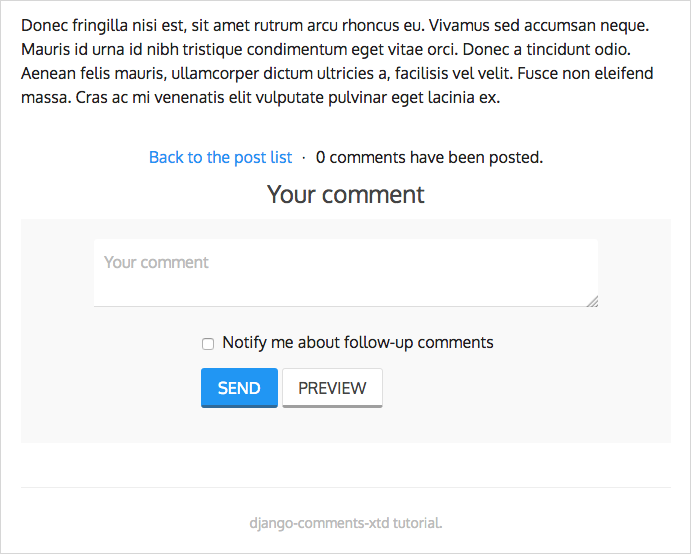 Donec fringilla nisi est, sit amet rutrum arcu rhoncus eu. Vivamus sed accumsan neque.
Mauris id urna id nibh tristique condimentum eget vitae orci. Donec a tincidunt odio.
Aenean felis mauris, ullamcorper dictum ultricies a, facilisis vel velit. Fusce non eleifend
massa. Cras ac mi venenatis elit vulputate pulvinar eget lacinia ex.
Back to the post list · 0 comments have been posted.
Your comment
Your comment
Notify me about follow-up comments
SEND PREVIEW
django-comments-xtd tutorial.